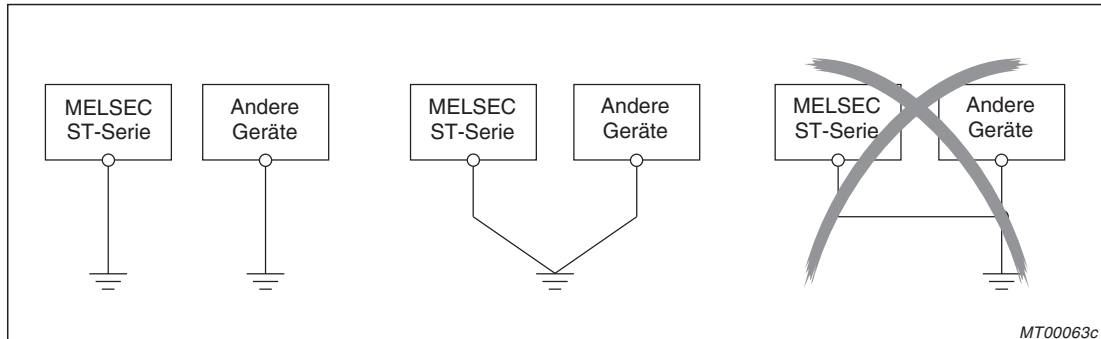 MELSEC
ST-Serie
Andere
Geräte
MELSEC
ST-Serie
Andere
Geräte
MELSEC
ST-Serie
Andere
Geräte
MT00063c